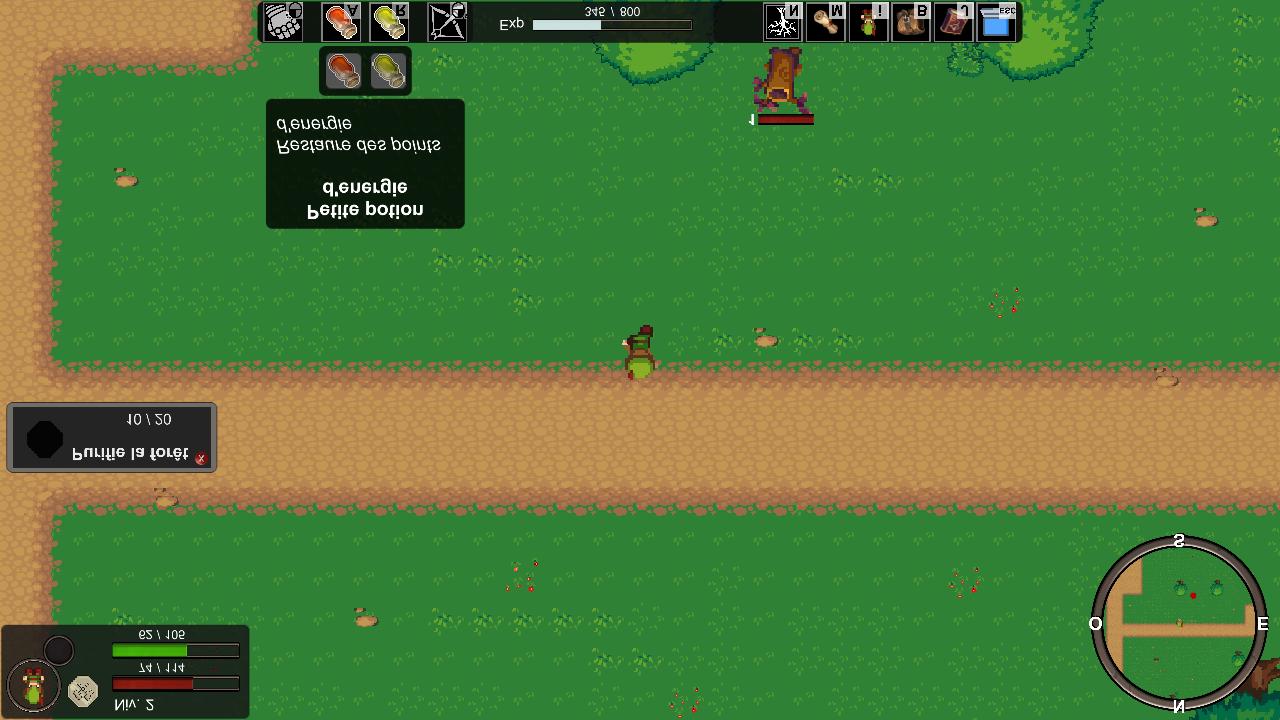 Niv. 2
74 / 114
62 / 105
N
O
E
S
Purifie la forêt
x
10 / 20
Petite potion
d'energie
Restaure des points
d'energie
1
A
R
Exp
345 / 800
N
M
I
B
J
ESC